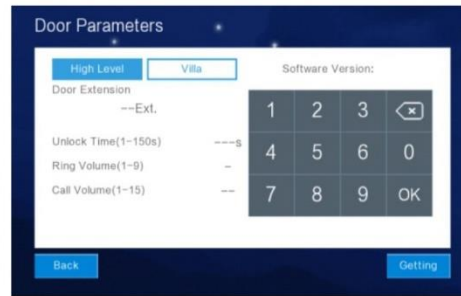 Door Parameters
High Level
Villa
Software Version:
Door Extension
--Ext.
Unlock Time(1-150s)
---s
Ring Volume(1-9)
-
Call Volume(1-15)
--
1 2 3
4 5 6 0
7 8 9 OK
Back
Getting